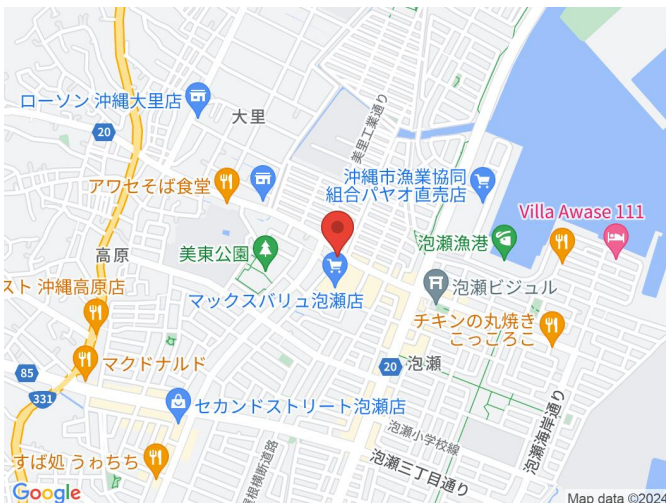 美里工業通り
ローソン 沖縄大里店
大里
20
沖縄市漁業協同
組合パヤオ直売店
アワセそば食堂
Villa Awase 111
美東公園
泡瀬漁港
高原
スト 沖縄高原店
マックスバリュ泡瀬店
泡瀬ビジュル
チキンの丸焼き
こっころこ
マクドナルド
泡瀬
20
85
331
セカンドストリート泡瀬店
泡瀬海岸通り
泡瀬小学校線
根横断道路
すば処 うゎちち
泡瀬三丁目通り
Google
Map data ©2024